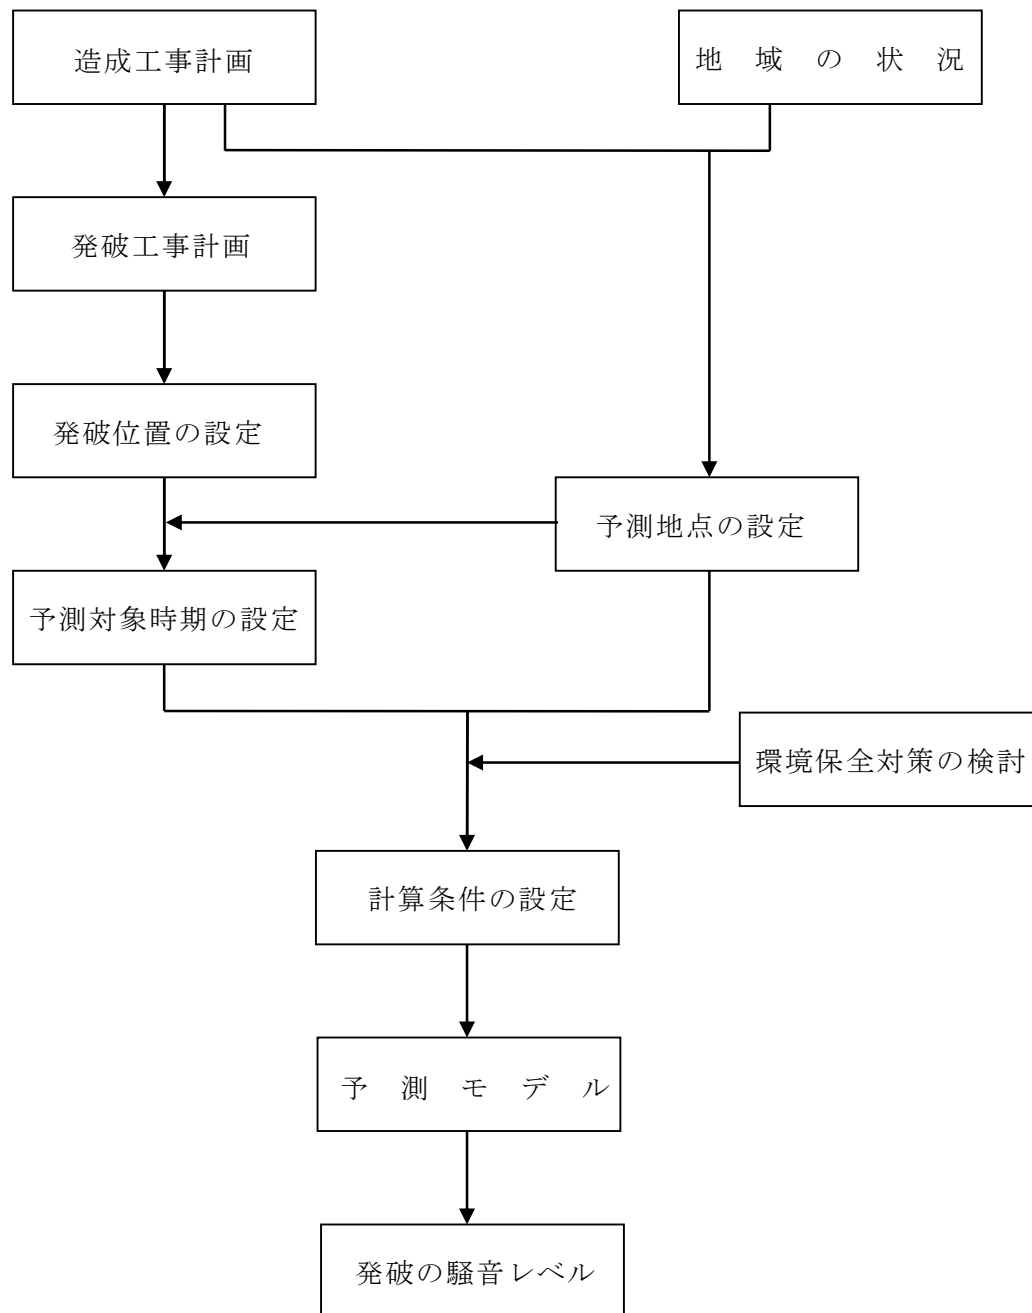 造成工事計画
地域の状況
発破工事計画
発破位置の設定
予測地点の設定
予測対象時期の設定
環境保全対策の検討
計算条件の設定
予測モデル
発破の騒音レベル